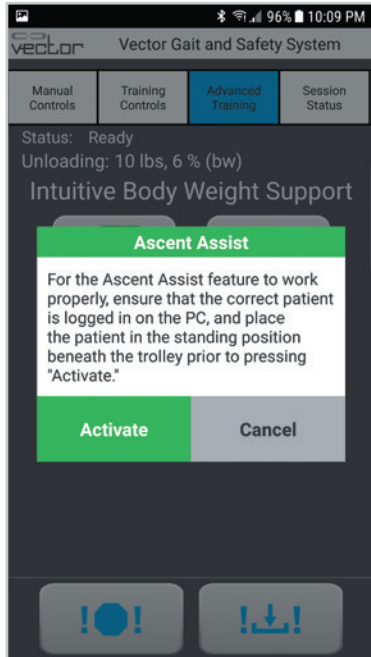 96% 10:09 PM
vector Vector Gait and Safety System
Manual Controls Training Controls Advanced Training Session Status
Status: Ready
Unloading: 10 lbs, 6 % (bw)
Intuitive Body Weight Support
Ascent Assist
For the Ascent Assist feature to work
properly, ensure that the correct patient
is logged in on the PC, and place
the patient in the standing position
beneath the trolley prior to pressing
"Activate."
Activate Cancel
!!
!!